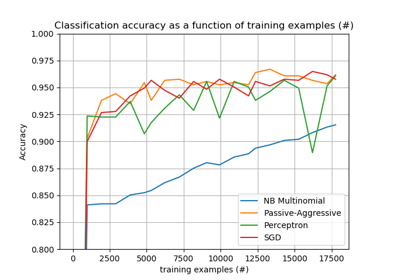 Classification accuracy as a function of training examples (#)
1.000
0.975
0.950
0.925
0.900
0.875
0.850
0.825
0.800
Accuracy
NB Multinomial
Passive-Aggressive
Perceptron
SGD
0 2500 5000 7500 10000 12500 15000 17500
training examples (#)